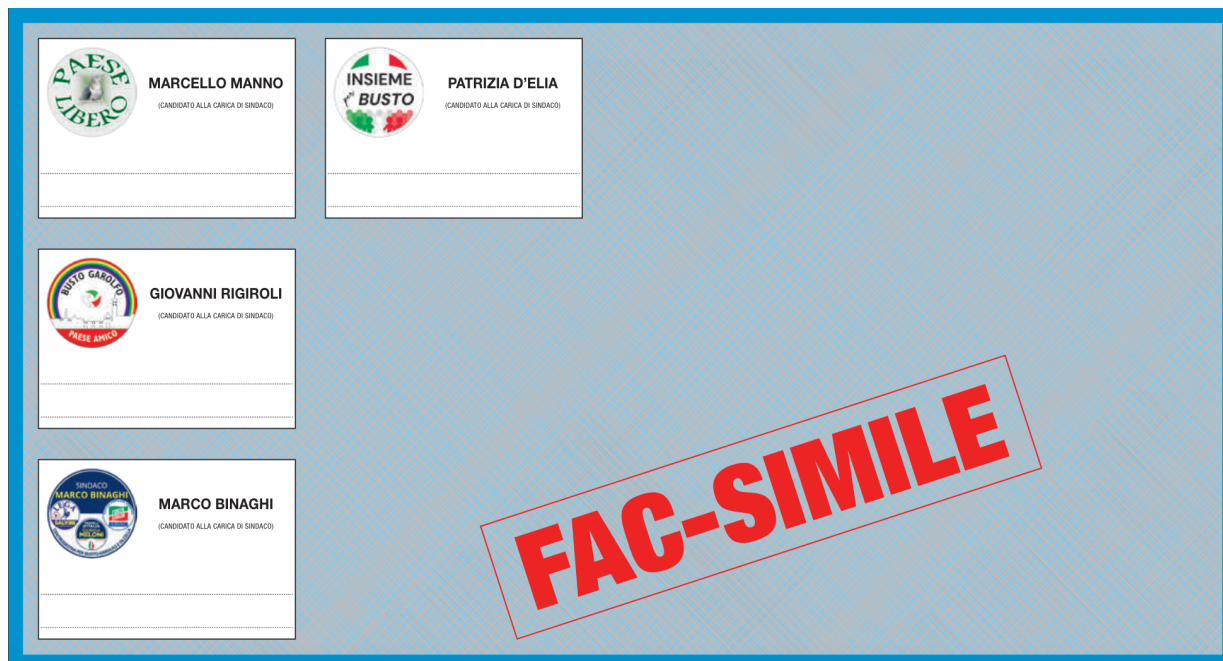 PAESE
LIBERO
MARCELLO MANNO
(CANDIDATO ALLA CARICA DI SINDACO)
INSIEME
per BUSTO
PATRIZIA D'ELIA
(CANDIDATO ALLA CARICA DI SINDACO)
BUSTO GAROLFO
PAESE AMICO
GIOVANNI RIGIROLI
(CANDIDATO ALLA CARICA DI SINDACO)
SINDACO
MARCO BINAGHI
SALVINI
MELONI
MARCO BINAGHI
(CANDIDATO ALLA CARICA DI SINDACO)
FAC-SIMILE